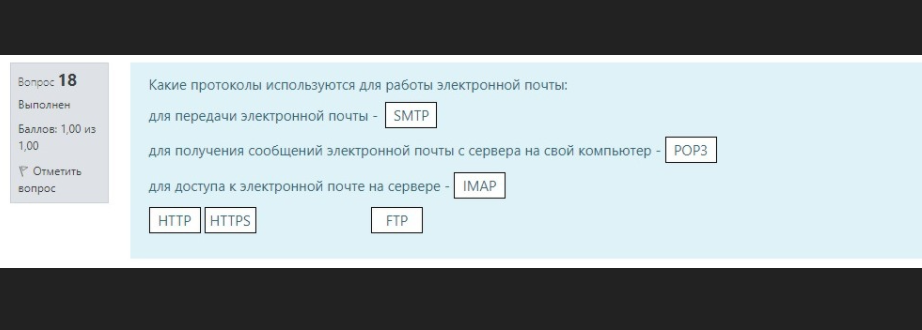 Вопрос 18
Выполнен
Баллов: 1,00 из
1,00
Отметить
вопрос
Какие протоколы используются для работы электронной почты:
для передачи электронной почты - SMTP
для получения сообщений электронной почты с сервера на свой компьютер - POP3
для доступа к электронной почте на сервере - IMAP
HTTP HTTPS FTP